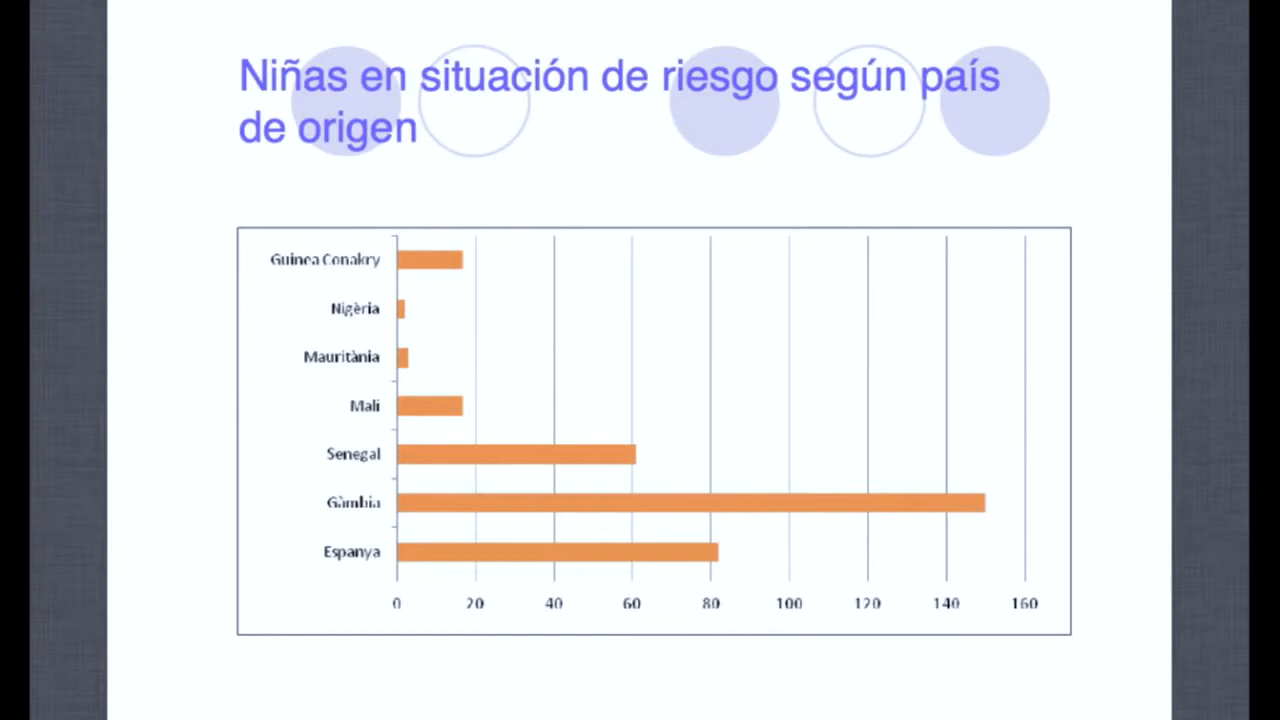 Niñas en situación de riesgo según país
de origen
Guinea Conakry
Nigèria
Mauritània
Mali
Senegal
Gàmbia
Espanya
0 20 40 60 80 100 120 140 160